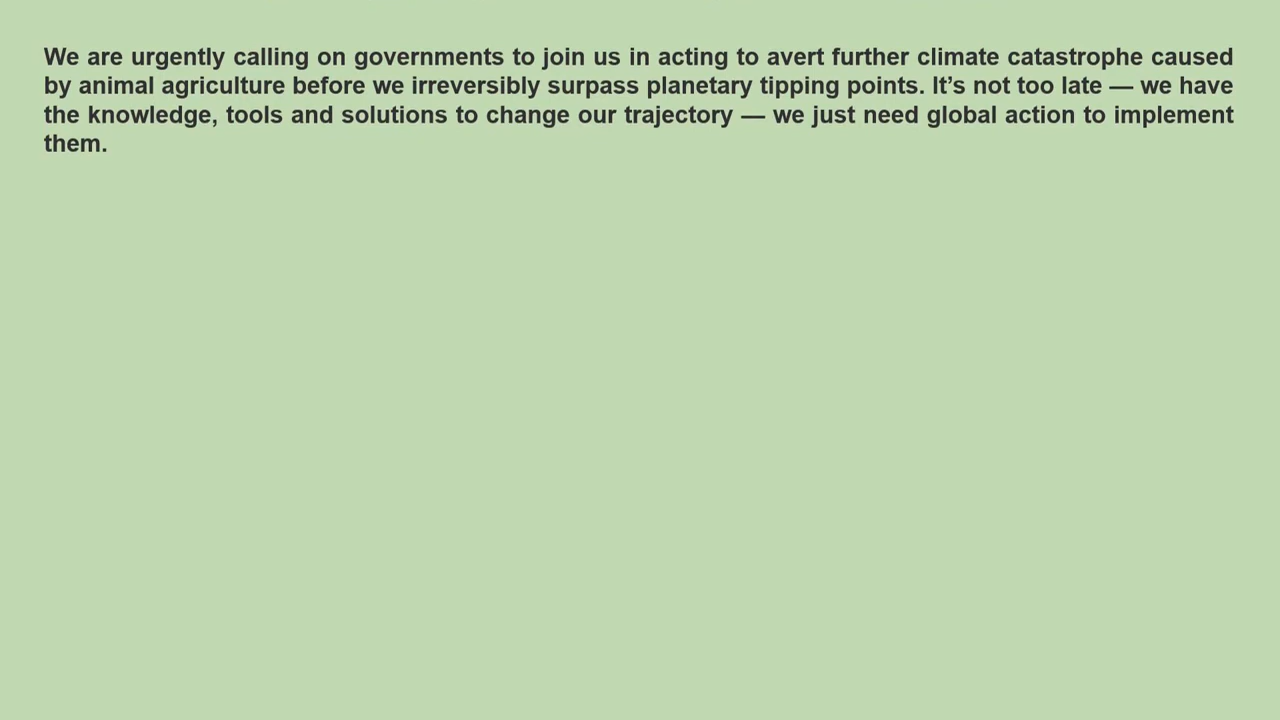 We are urgently calling on governments to join us in acting to avert further climate catastrophe caused
by animal agriculture before we irreversibly surpass planetary tipping points. It’s not too late — we have
the knowledge, tools and solutions to change our trajectory — we just need global action to implement
them.